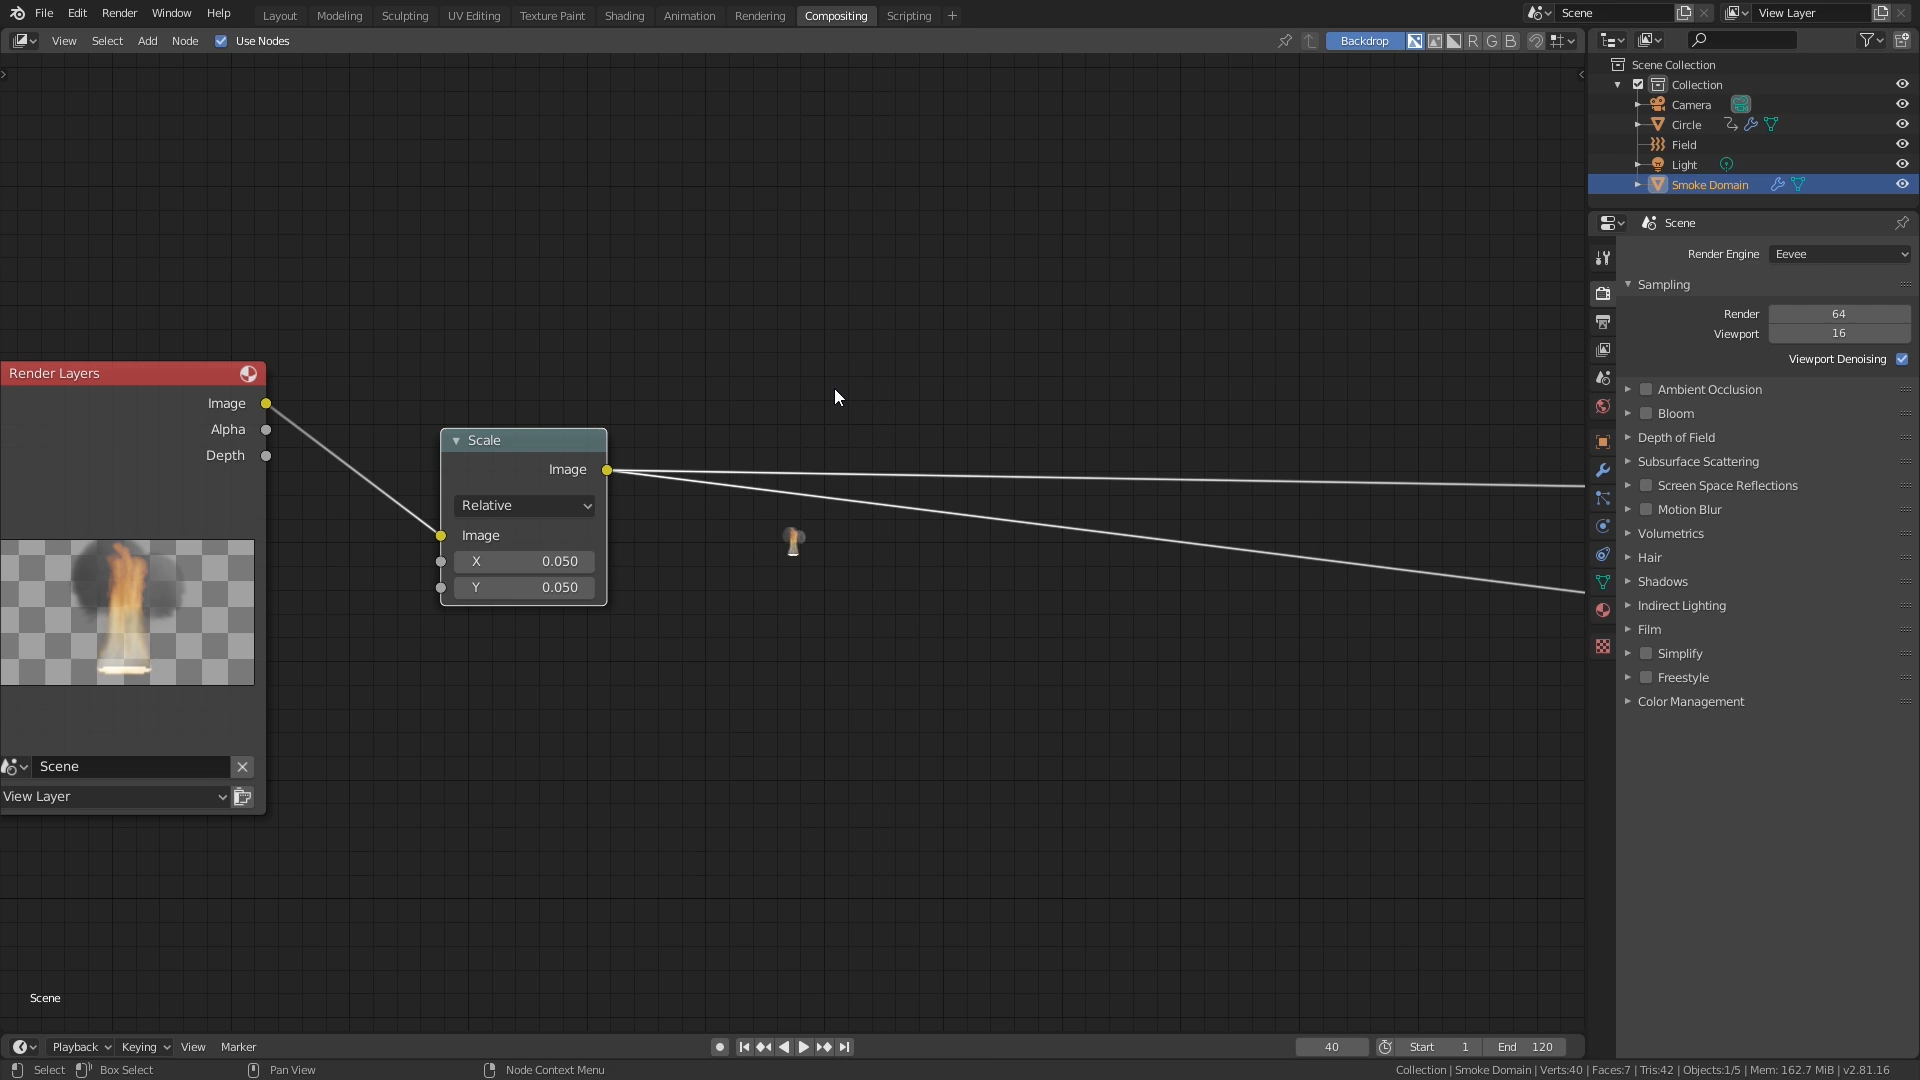 File Edit Render Window Help Layout Modeling Sculpting UV Editing Texture Paint Shading Animation Rendering Compositing Scripting + Scene View Layer
View Select Add Node Use Nodes Backdrop R G B
Scene Collection
Collection
Camera
Circle
Field
Light
Smoke Domain
Scene
Render Engine Eevee
Sampling
Render 64
Viewport 16
Viewport Denoising
Ambient Occlusion
Bloom
Depth of Field
Subsurface Scattering
Screen Space Reflections
Motion Blur
Volumetrics
Hair
Shadows
Indirect Lighting
Film
Simplify
Freestyle
Color Management
Render Layers
Image
Alpha
Depth
Scene
View Layer
Scale
Image
Relative
Image
X 0.050
Y 0.050
Scene
Playback Keying View Marker 40 Start 1 End 120
Select Box Select Pan View Node Context Menu Collection | Smoke Domain | Verts:40 | Faces:7 | Tris:42 | Objects:1/5 | Mem: 162.7 MiB | v2.81.16